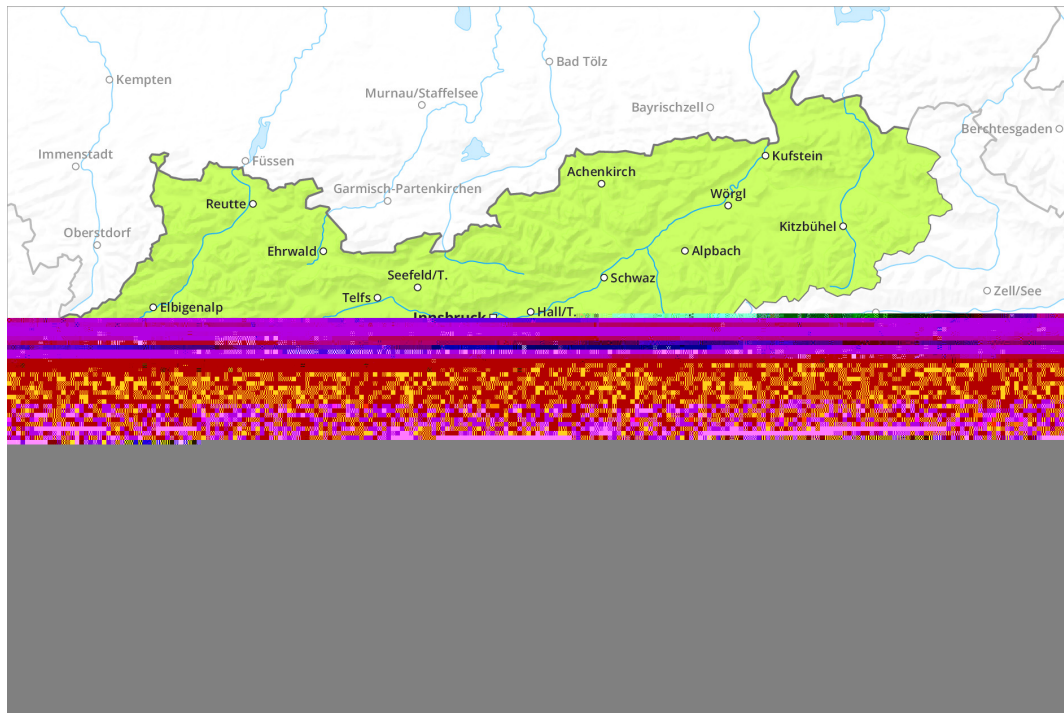 Bad Tölz
Kempten
Murnau/Staffelsee
Bayrischzell
Berchtesgaden
Immenstadt
Füssen
Kufstein
Achenkirch
Garmisch-Partenkirchen
Wörgl
Reutte
Kitzbühel
Oberstdorf
Ehrwald
Alpbach
Seefeld/T.
Schwaz
Zell/See
Telfs
Elbigenalp
Hall/T.
Innsbruck